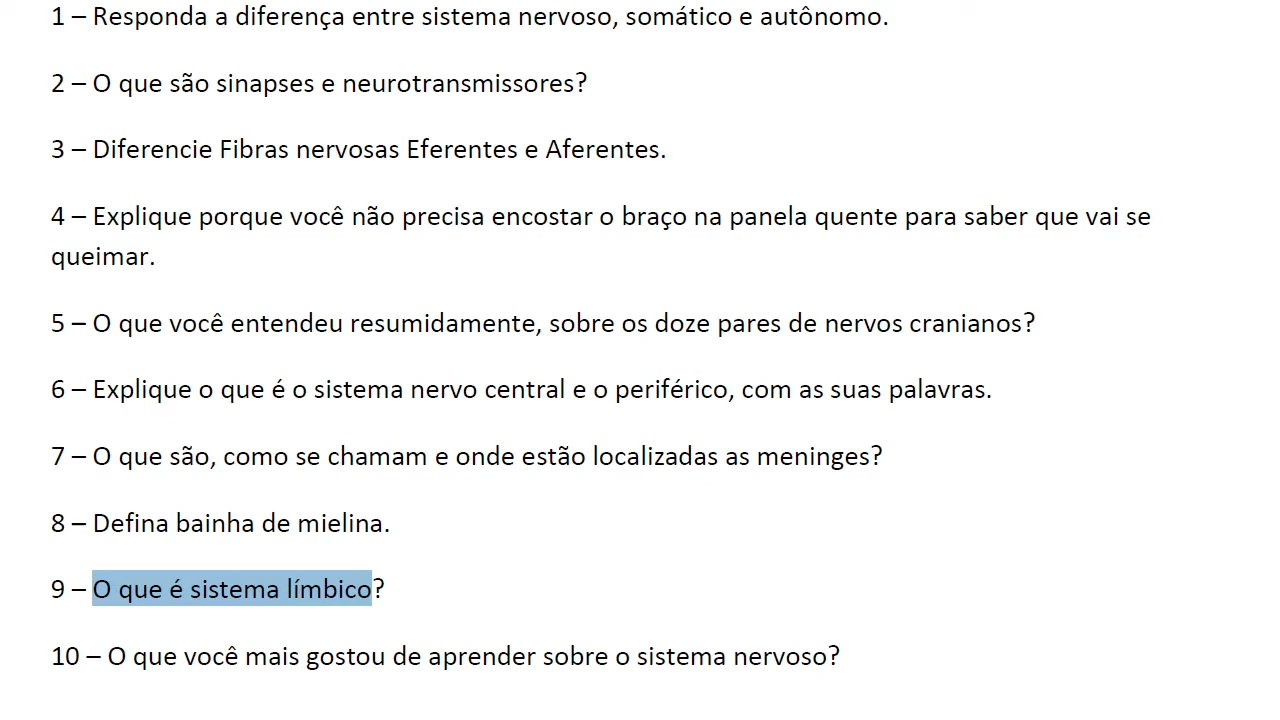 1 – Responda a diferença entre sistema nervoso, somático e autônomo.
2 – O que são sinapses e neurotransmissores?
3 – Diferencie Fibras nervosas Eferentes e Aferentes.
4 – Explique porque você não precisa encostar o braço na panela quente para saber que vai se
queimar.
5 – O que você entendeu resumidamente, sobre os doze pares de nervos cranianos?
6 – Explique o que é o sistema nervo central e o periférico, com as suas palavras.
7 – O que são, como se chamam e onde estão localizadas as meninges?
8 – Defina bainha de mielina.
9 – O que é sistema límbico?
10 – O que você mais gostou de aprender sobre o sistema nervoso?